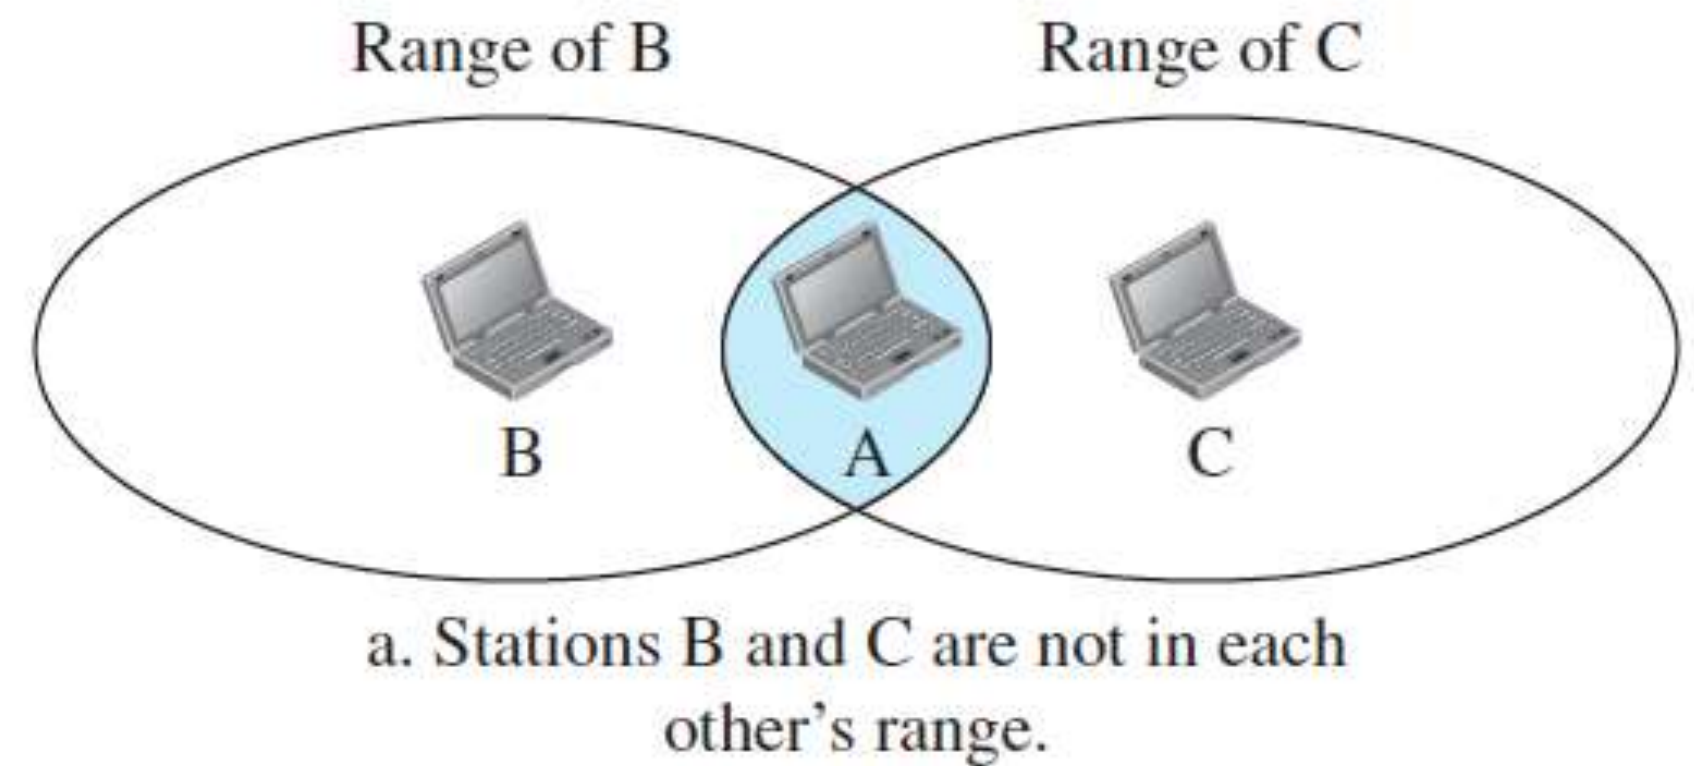 Range of B
Range of C
B
A
C
a. Stations B and C are not in each
other’s range.